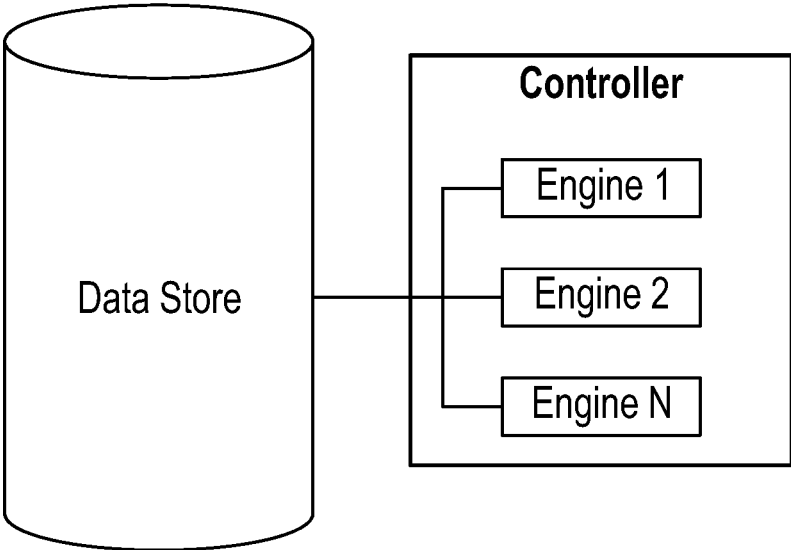 Controller
Engine 1
Data Store
Engine 2
Engine N